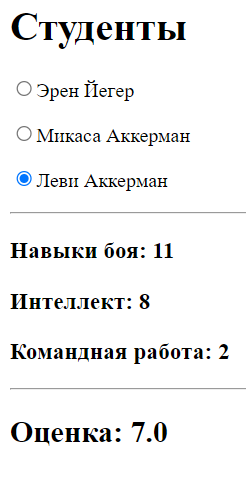 Студенты
Эрен Йегер
Микаса Аккерман
Леви Аккерман
Навыки боя: 11
Интеллект: 8
Командная работа: 2
Оценка: 7.0